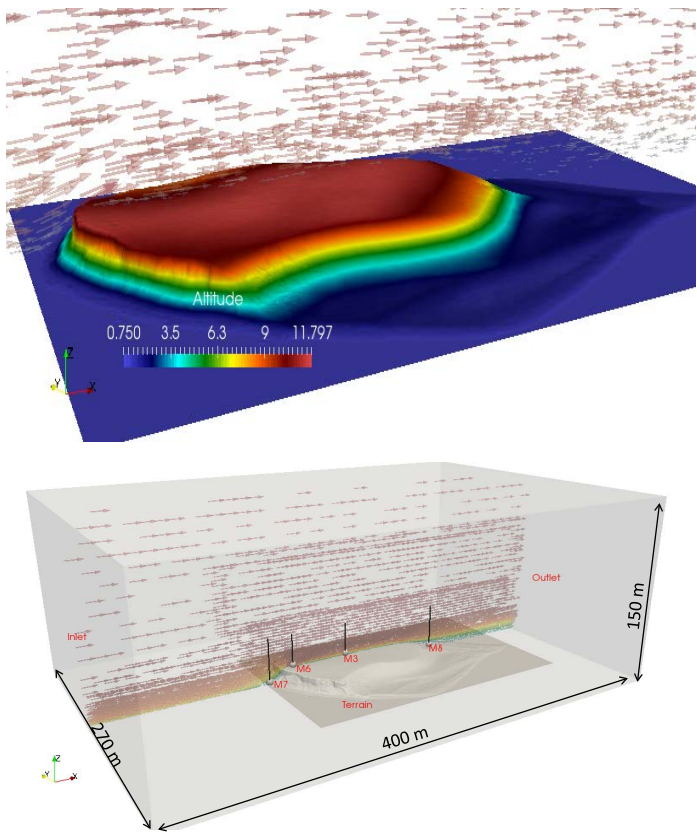 Altitude
0.750 3.5 6.3 9 11.797
Z
Y X
150 m
Outlet
Inlet
M8
M3
M6
M7
Terrain
270 m
400 m
Z
Y X